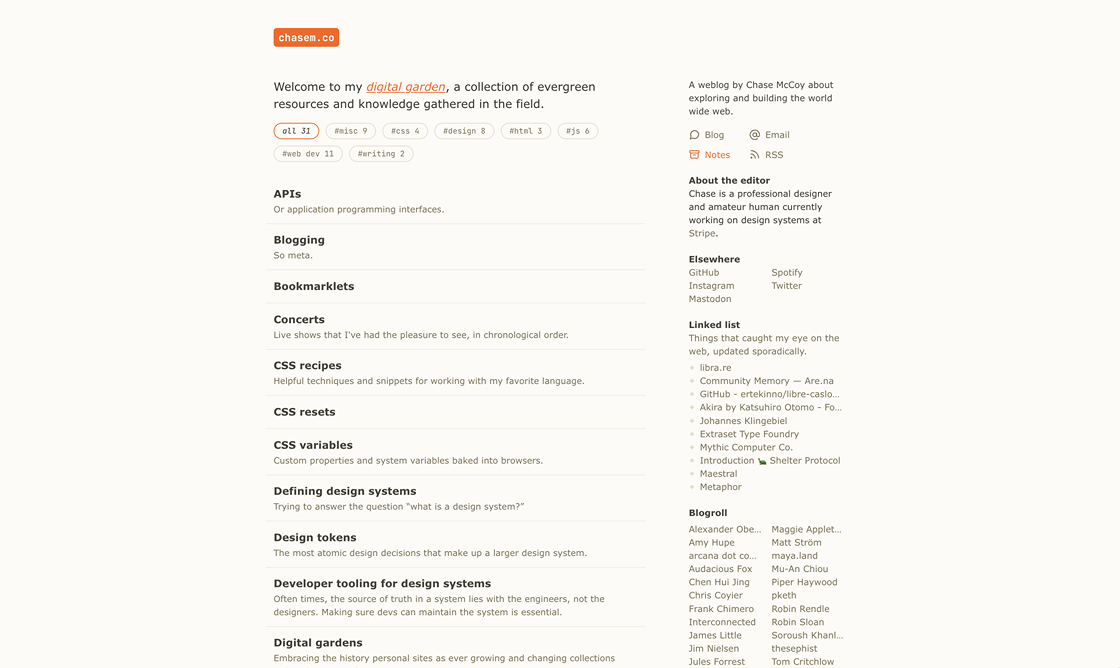 chasem.co
Welcome to my digital garden, a collection of evergreen
resources and knowledge gathered in the field.
all 31
#misc 9
#css 4
#design 8
#html 3
#js 6
#web dev 11
#writing 2
APIs
Or application programming interfaces.
Blogging
So meta.
Bookmarklets
Concerts
Live shows that I've had the pleasure to see, in chronological order.
CSS recipes
Helpful techniques and snippets for working with my favorite language.
CSS resets
CSS variables
Custom properties and system variables baked into browsers.
Defining design systems
Trying to answer the question “what is a design system?”
Design tokens
The most atomic design decisions that make up a larger design system.
Developer tooling for design systems
Often times, the source of truth in a system lies with the engineers, not the
designers. Making sure devs can maintain the system is essential.
Digital gardens
Embracing the history personal sites as ever growing and changing collections
A weblog by Chase McCoy about
exploring and building the world
wide web.
Blog
Email
Notes
RSS
About the editor
Chase is a professional designer
and amateur human currently
working on design systems at
Stripe.
Elsewhere
GitHub
Spotify
Instagram
Twitter
Mastodon
Linked list
Things that caught my eye on the
web, updated sporadically.
libra.re
Community Memory — Are.na
GitHub - ertekinno/libre-caslo…
Akira by Katsuhiro Otomo - Fo…
Johannes Klingebiel
Extraset Type Foundry
Mythic Computer Co.
Introduction 🐛 Shelter Protocol
Maestral
Metaphor
Blogroll
Alexander Obe…
Maggie Applet…
Amy Hupe
Matt Ström
arcana dot co…
maya.land
Audacious Fox
Mu-An Chiou
Chen Hui Jing
Piper Haywood
Chris Coyier
pketh
Frank Chimero
Robin Rendle
Interconnected
Robin Sloan
James Little
Soroush Khanl…
Jim Nielsen
thesephist
Jules Forrest
Tom Critchlow